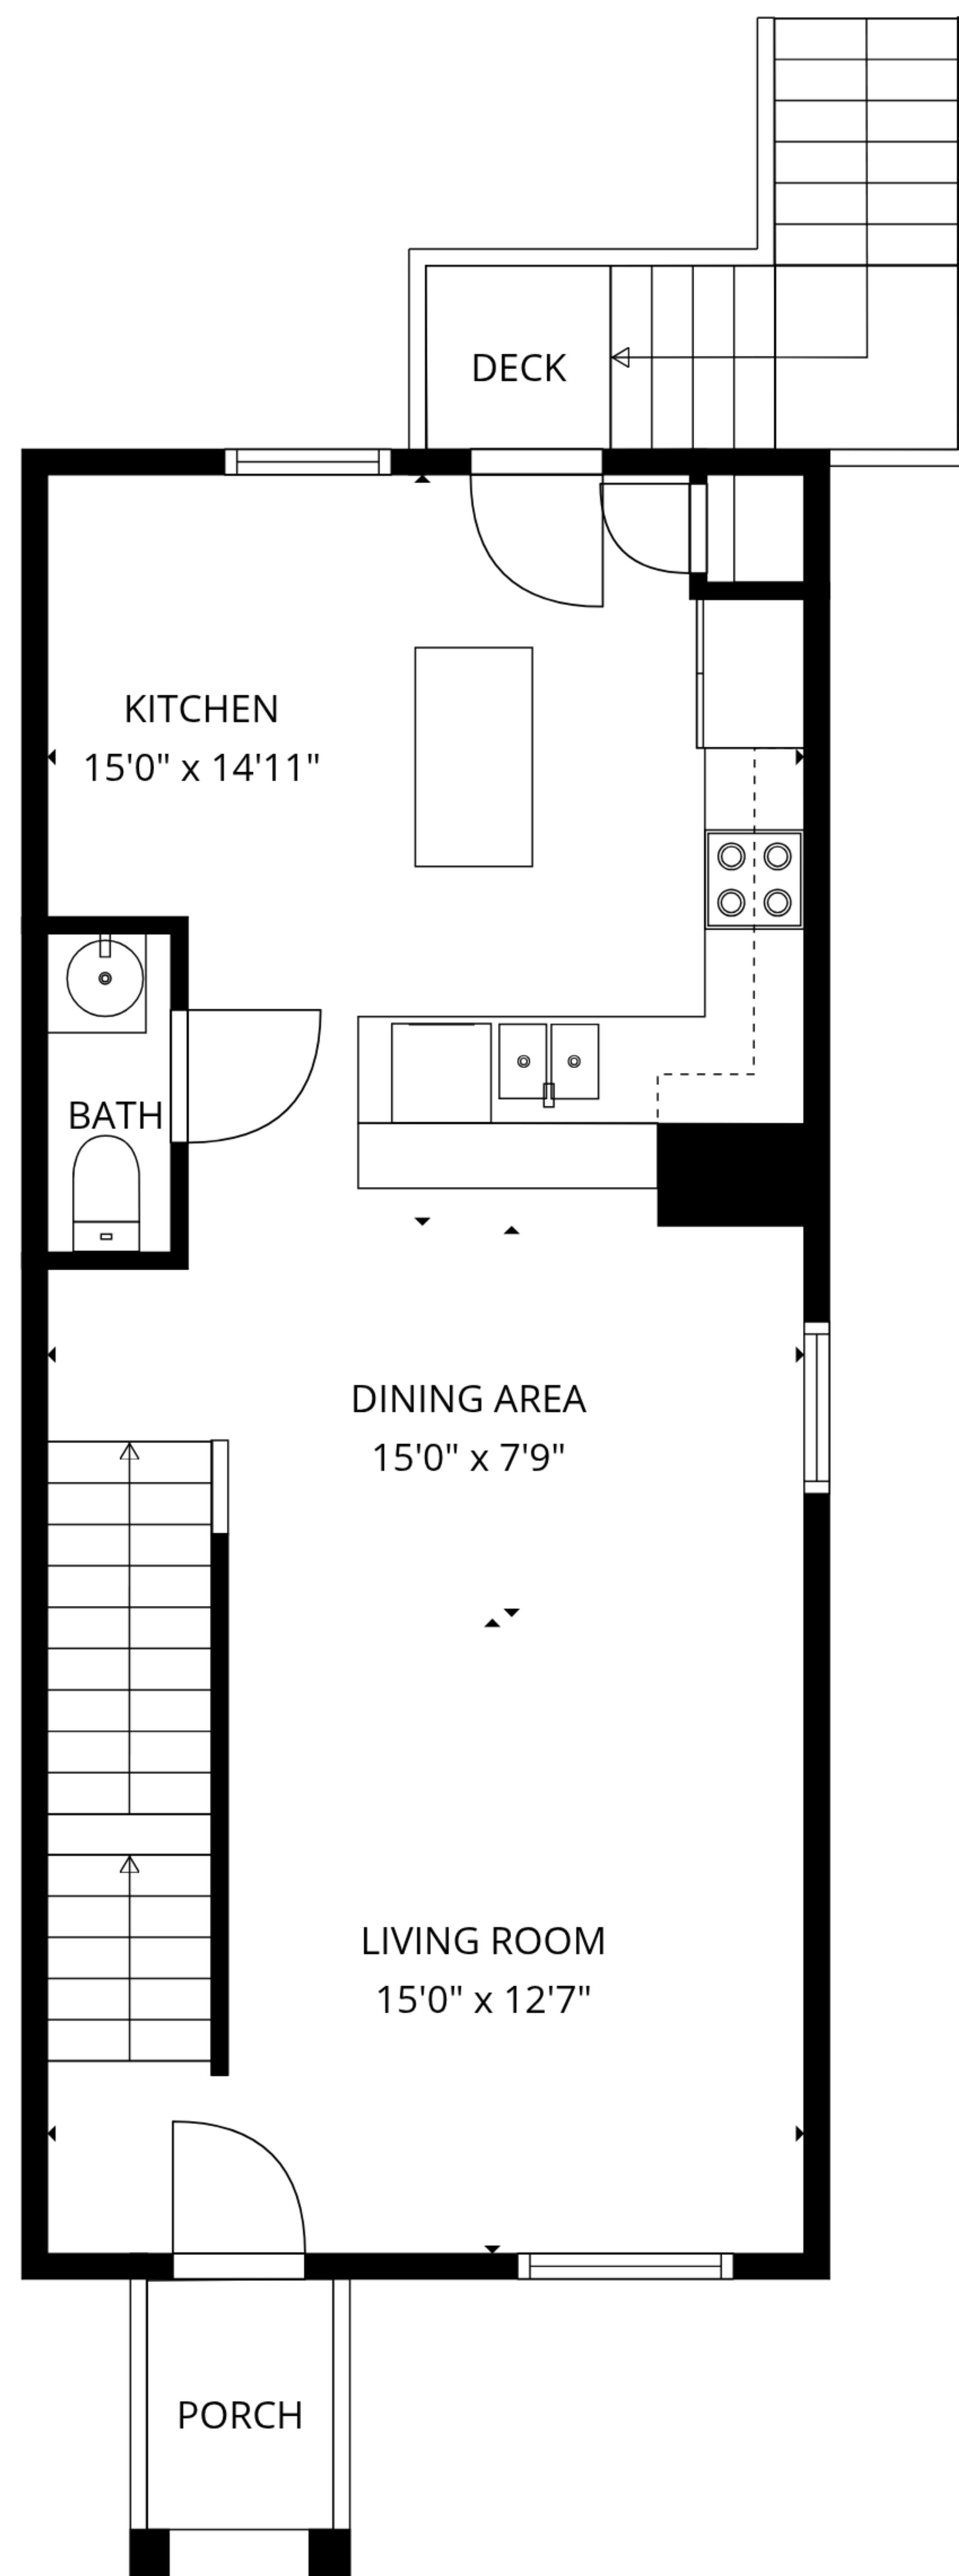 DECK
KITCHEN
15'0" x 14'11"
BATH
DINING AREA
15'0" x 7'9"
LIVING ROOM
15'0" x 12'7"
PORCH